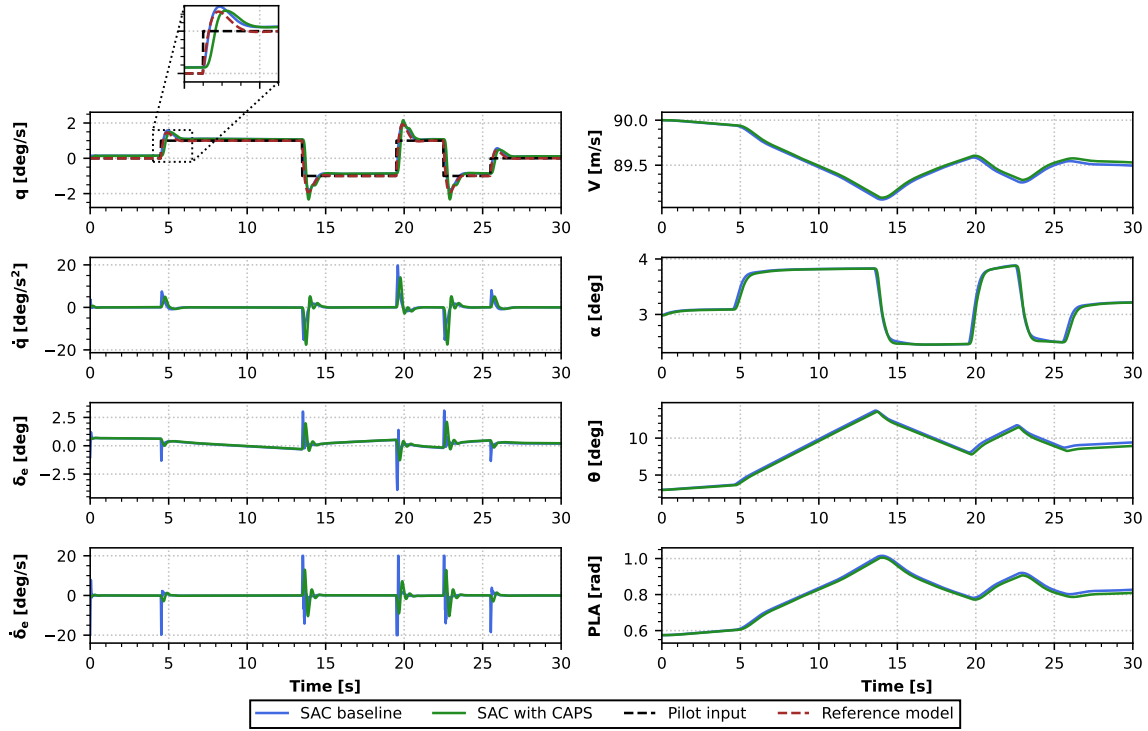 q [deg/s]
2
0
−2
0 5 10 15 20 25 30
V [m/s]
90.0
89.5
0 5 10 15 20 25 30
q̇ [deg/s²]
20
0
−20
0 5 10 15 20 25 30
α [deg]
4
3
0 5 10 15 20 25 30
δₑ [deg]
2.5
0.0
−2.5
0 5 10 15 20 25 30
θ [deg]
10
5
0 5 10 15 20 25 30
δ̇ₑ [deg/s]
20
0
−20
0 5 10 15 20 25 30
Time [s]
PLA [rad]
1.0
0.8
0.6
0 5 10 15 20 25 30
Time [s]
SAC baseline SAC with CAPS Pilot input Reference model